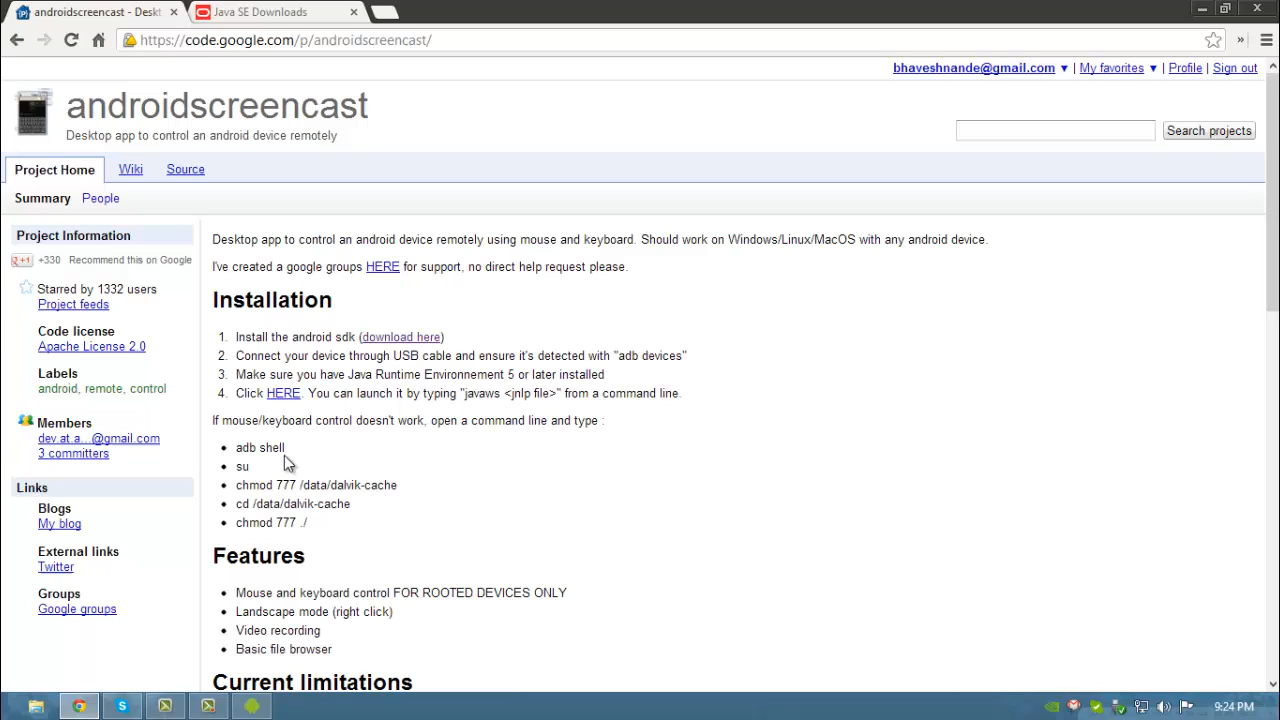 androidscreencast - Deskt
Java SE Downloads
https://code.google.com/p/androidscreencast/
bhaveshnande@gmail.com ▼ | My favorites ▼ | Profile | Sign out
androidscreencast
Desktop app to control an android device remotely
Search projects
Project Home
Wiki
Source
Summary
People
Project Information
+330 Recommend this on Google
Starred by 1332 users
Project feeds
Code license
Apache License 2.0
Labels
android, remote, control
Members
dev.at.a...@gmail.com
3 committers
Links
Blogs
My blog
External links
Twitter
Groups
Google groups
Desktop app to control an android device remotely using mouse and keyboard. Should work on Windows/Linux/MacOS with any android device.
I've created a google groups HERE for support, no direct help request please.
Installation
1. Install the android sdk (download here)
2. Connect your device through USB cable and ensure it's detected with "adb devices"
3. Make sure you have Java Runtime Environnement 5 or later installed
4. Click HERE. You can launch it by typing "javaws <jnlp file>" from a command line.
If mouse/keyboard control doesn't work, open a command line and type :
• adb shell
• su
• chmod 777 /data/dalvik-cache
• cd /data/dalvik-cache
• chmod 777 ./
Features
• Mouse and keyboard control FOR ROOTED DEVICES ONLY
• Landscape mode (right click)
• Video recording
• Basic file browser
Current limitations
9:24 PM